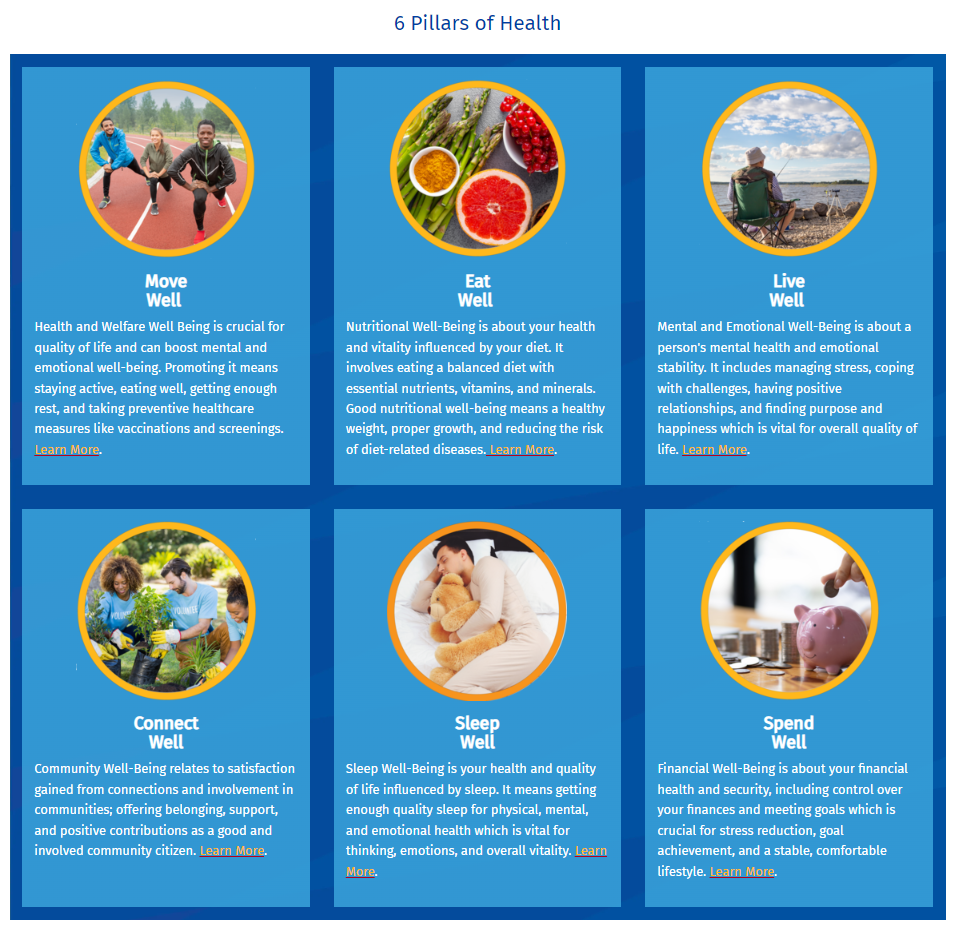 6 Pillars of Health
Move
Well
Health and Welfare Well Being is crucial for
quality of life and can boost mental and
emotional well-being. Promoting it means
staying active, eating well, getting enough
rest, and taking preventive healthcare
measures like vaccinations and screenings.
Learn More.
Eat
Well
Nutritional Well-Being is about your health
and vitality influenced by your diet. It
involves eating a balanced diet with
essential nutrients, vitamins, and minerals.
Good nutritional well-being means a healthy
weight, proper growth, and reducing the risk
of diet-related diseases. Learn More.
Live
Well
Mental and Emotional Well-Being is about a
person's mental health and emotional
stability. It includes managing stress, coping
with challenges, having positive
relationships, and finding purpose and
happiness which is vital for overall quality of
life. Learn More.
VOLUNTEER
Connect
Well
Community Well-Being relates to satisfaction
gained from connections and involvement in
communities; offering belonging, support,
and positive contributions as a good and
involved community citizen. Learn More.
Sleep
Well
Sleep Well-Being is your health and quality
of life influenced by sleep. It means getting
enough quality sleep for physical, mental,
and emotional health which is vital for
thinking, emotions, and overall vitality. Learn
More.
Spend
Well
Financial Well-Being is about your financial
health and security, including control over
your finances and meeting goals which is
crucial for stress reduction, goal
achievement, and a stable, comfortable
lifestyle. Learn More.